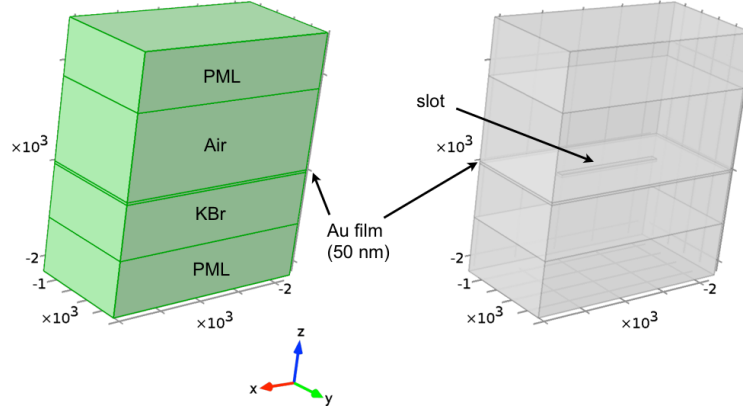 PML
Air
×10³
KBr
PML
-2
-1
×10³
×10³
-2
slot
Au film
(50 nm)
×10³
-2
-1
×10³
×10³
-2
z
x
y